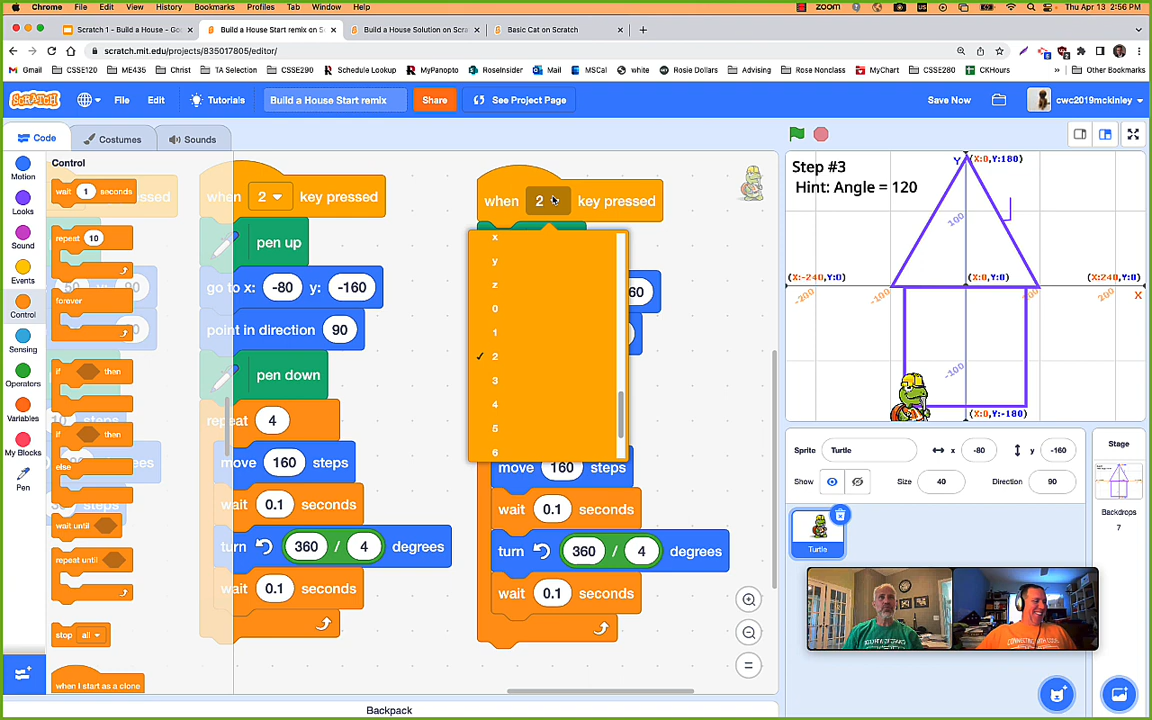 Chrome File Edit View History Bookmarks Profiles Tab Window Help zoom Thu Apr 13 2:56 PM
Scratch 1 - Build a House - Go Build a House Start remix on S Build a House Solution on Scra Basic Cat on Scratch
scratch.mit.edu/projects/835017805/editor/
Gmail CSSE120 ME435 Christ TA Selection CSSE290 Schedule Lookup MyPanopto RoseInsider Mail MSCal white Rosie Dollars Advising Rose Nonclass MyChart CSSE280 CKHours Other Bookmarks
SCRATCH File Edit Tutorials Build a House Start remix Share See Project Page Save Now cwc2019mckinley
Code Costumes Sounds
Motion
Looks
Sound
Events
Control
Sensing
Operators
Variables
My Blocks
Pen
Control
wait 1 seconds
repeat 10
forever
if then
if then
else
wait until
repeat until
stop all
when I start as a clone
when 2 key pressed
pen up
go to x: -80 y: -160
point in direction 90
pen down
repeat 4
move 160 steps
wait 0.1 seconds
turn 360 / 4 degrees
wait 0.1 seconds
when 2 key pressed
x
y
z
0
1
✓ 2
3
4
5
6
60
move 160 steps
wait 0.1 seconds
turn 360 / 4 degrees
wait 0.1 seconds
Backpack
Step #3
Hint: Angle = 120
Y (X:0,Y:180)
100
(X:-240,Y:0) (X:0,Y:0) (X:240,Y:0)
-200 -100 200 X
-100
(X:0,Y:-180)
Sprite Turtle x -80 y -160
Show Size 40 Direction 90
Turtle
Stage
Backdrops
7